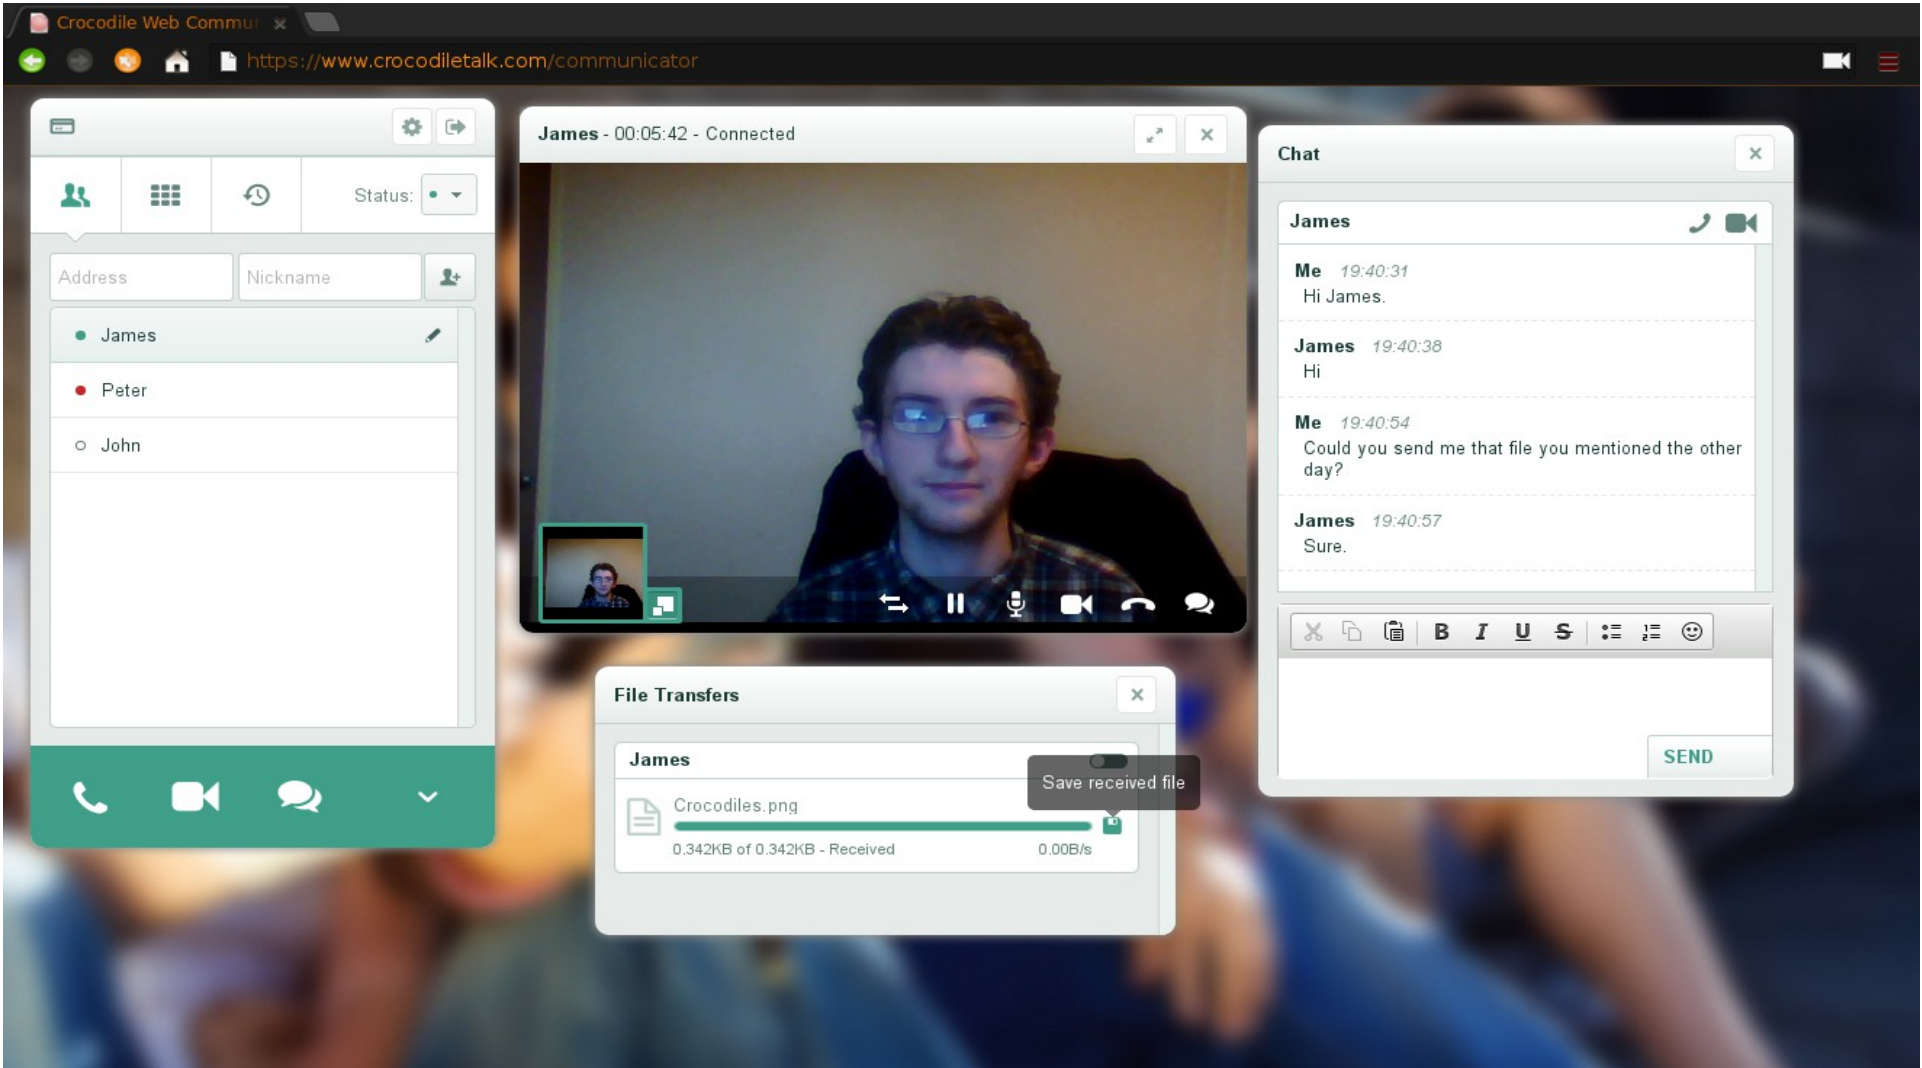 Crocodile Web Commu
https://www.crocodiletalk.com/communicator
Status:
Address
Nickname
James
Peter
John
James - 00:05:42 - Connected
File Transfers
James
Save received file
Crocodiles.png
0.342KB of 0.342KB - Received
0.00B/s
Chat
James
Me 19:40:31
Hi James.
James 19:40:38
Hi
Me 19:40:54
Could you send me that file you mentioned the other
day?
James 19:40:57
Sure.
B I U S
SEND